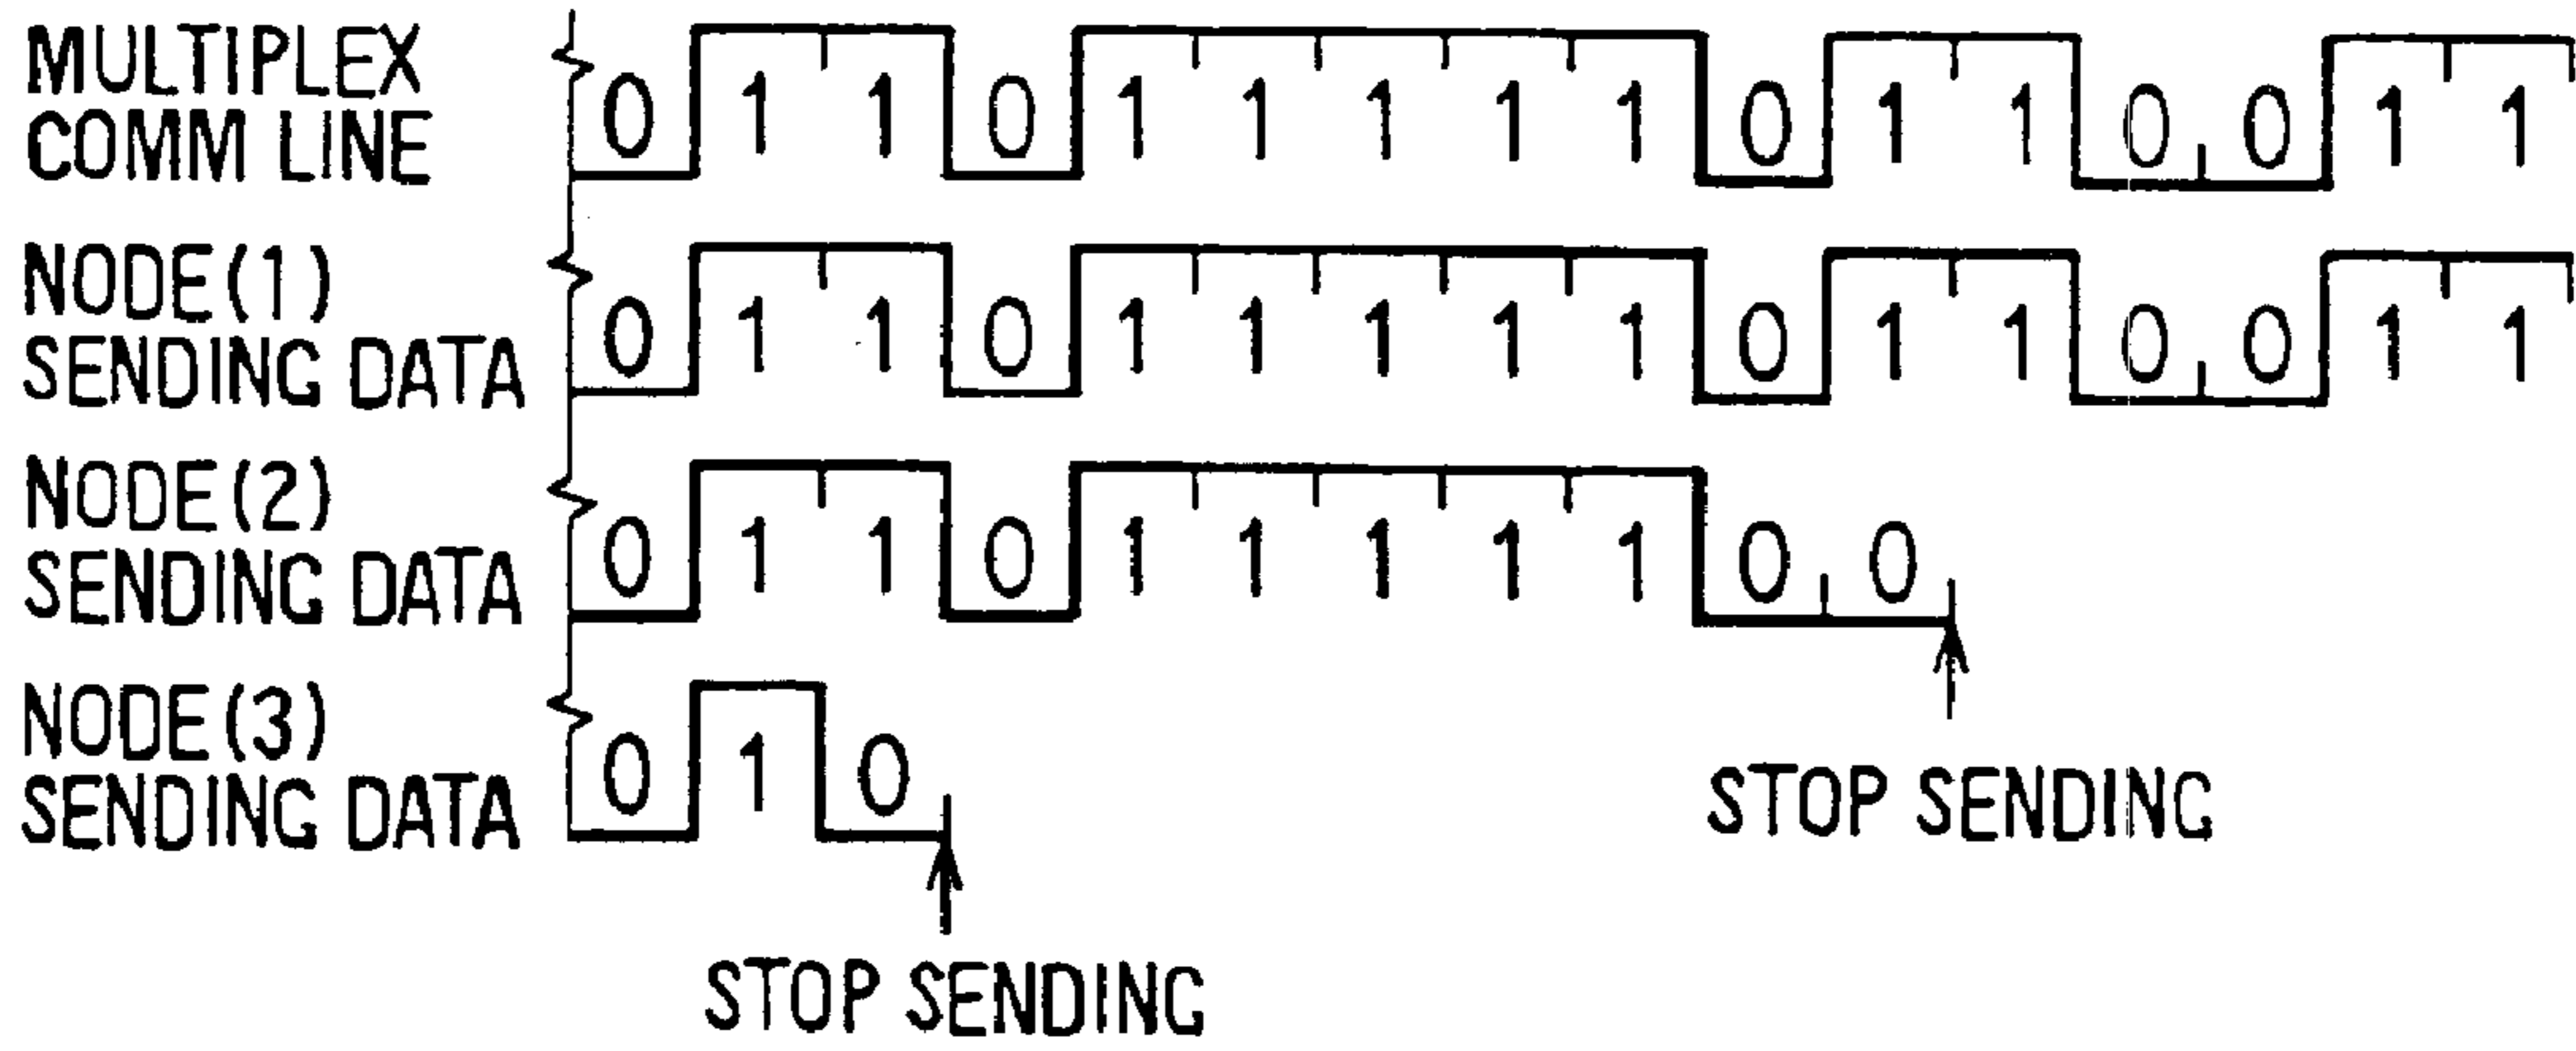 MULTIPLEX
COMM LINE
0 1 1 0 1 1 1 1 1 0 1 1 0 0 1 1
NODE(1)
SENDING DATA
0 1 1 0 1 1 1 1 1 0 1 1 0 0 1 1
NODE(2)
SENDING DATA
0 1 1 0 1 1 1 1 1 0 0
NODE(3)
SENDING DATA
0 1 0
STOP SENDING
STOP SENDING